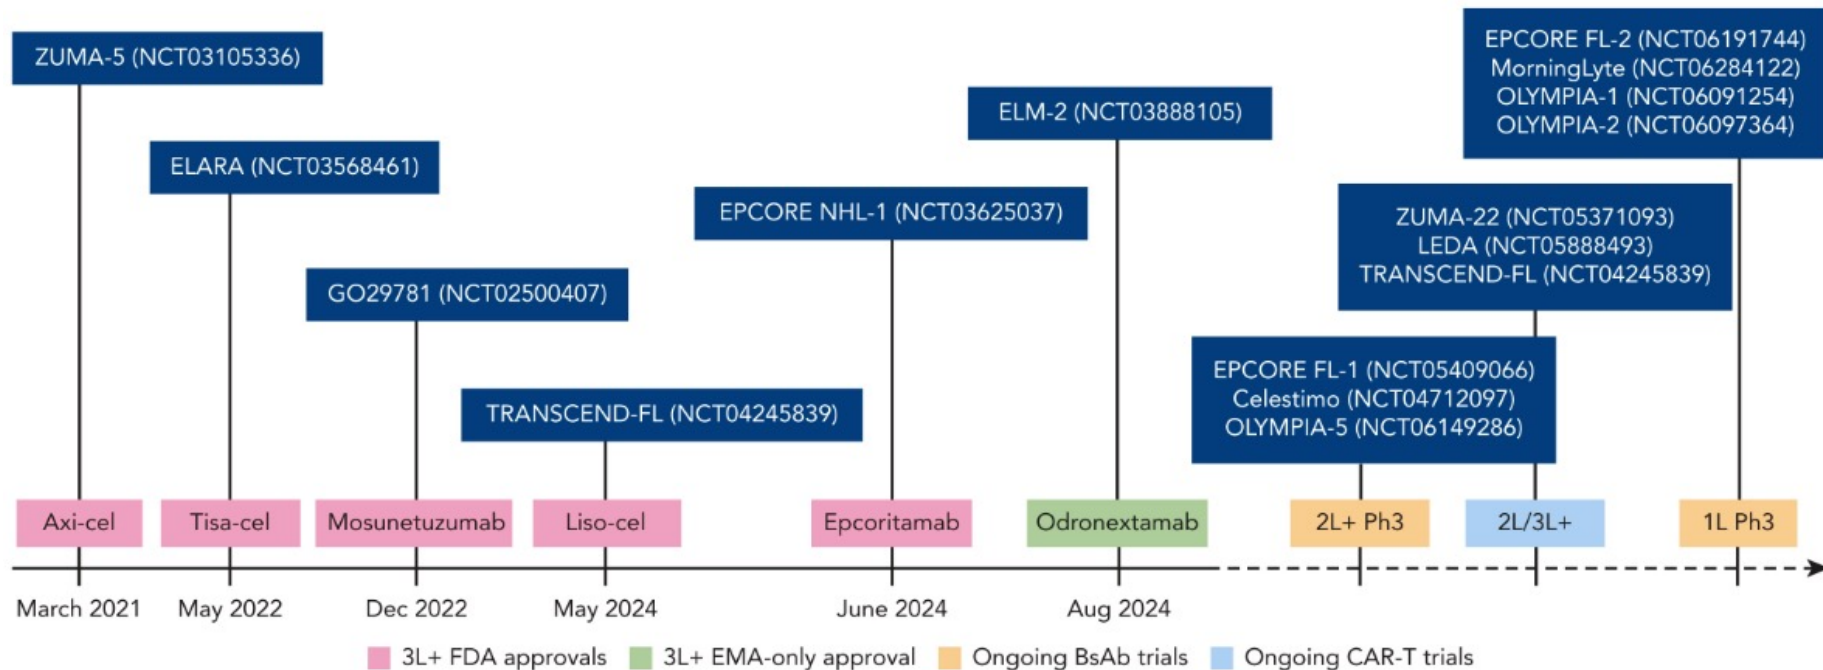 ZUMA-5 (NCT03105336)
ELARA (NCT03568461)
GO29781 (NCT02500407)
TRANSCEND-FL (NCT04245839)
EPCORE NHL-1 (NCT03625037)
ELM-2 (NCT03888105)
EPCORE FL-1 (NCT05409066)
Celestimo (NCT04712097)
OLYMPIA-5 (NCT06149286)
ZUMA-22 (NCT05371093)
LEDA (NCT05888493)
TRANSCEND-FL (NCT04245839)
EPCORE FL-2 (NCT06191744)
MorningLyte (NCT06284122)
OLYMPIA-1 (NCT06091254)
OLYMPIA-2 (NCT06097364)
Axi-cel
Tisa-cel
Mosunetuzumab
Liso-cel
Epcoritamab
Odronextamab
2L+ Ph3
2L/3L+
1L Ph3
March 2021
May 2022
Dec 2022
May 2024
June 2024
Aug 2024
3L+ FDA approvals
3L+ EMA-only approval
Ongoing BsAb trials
Ongoing CAR-T trials